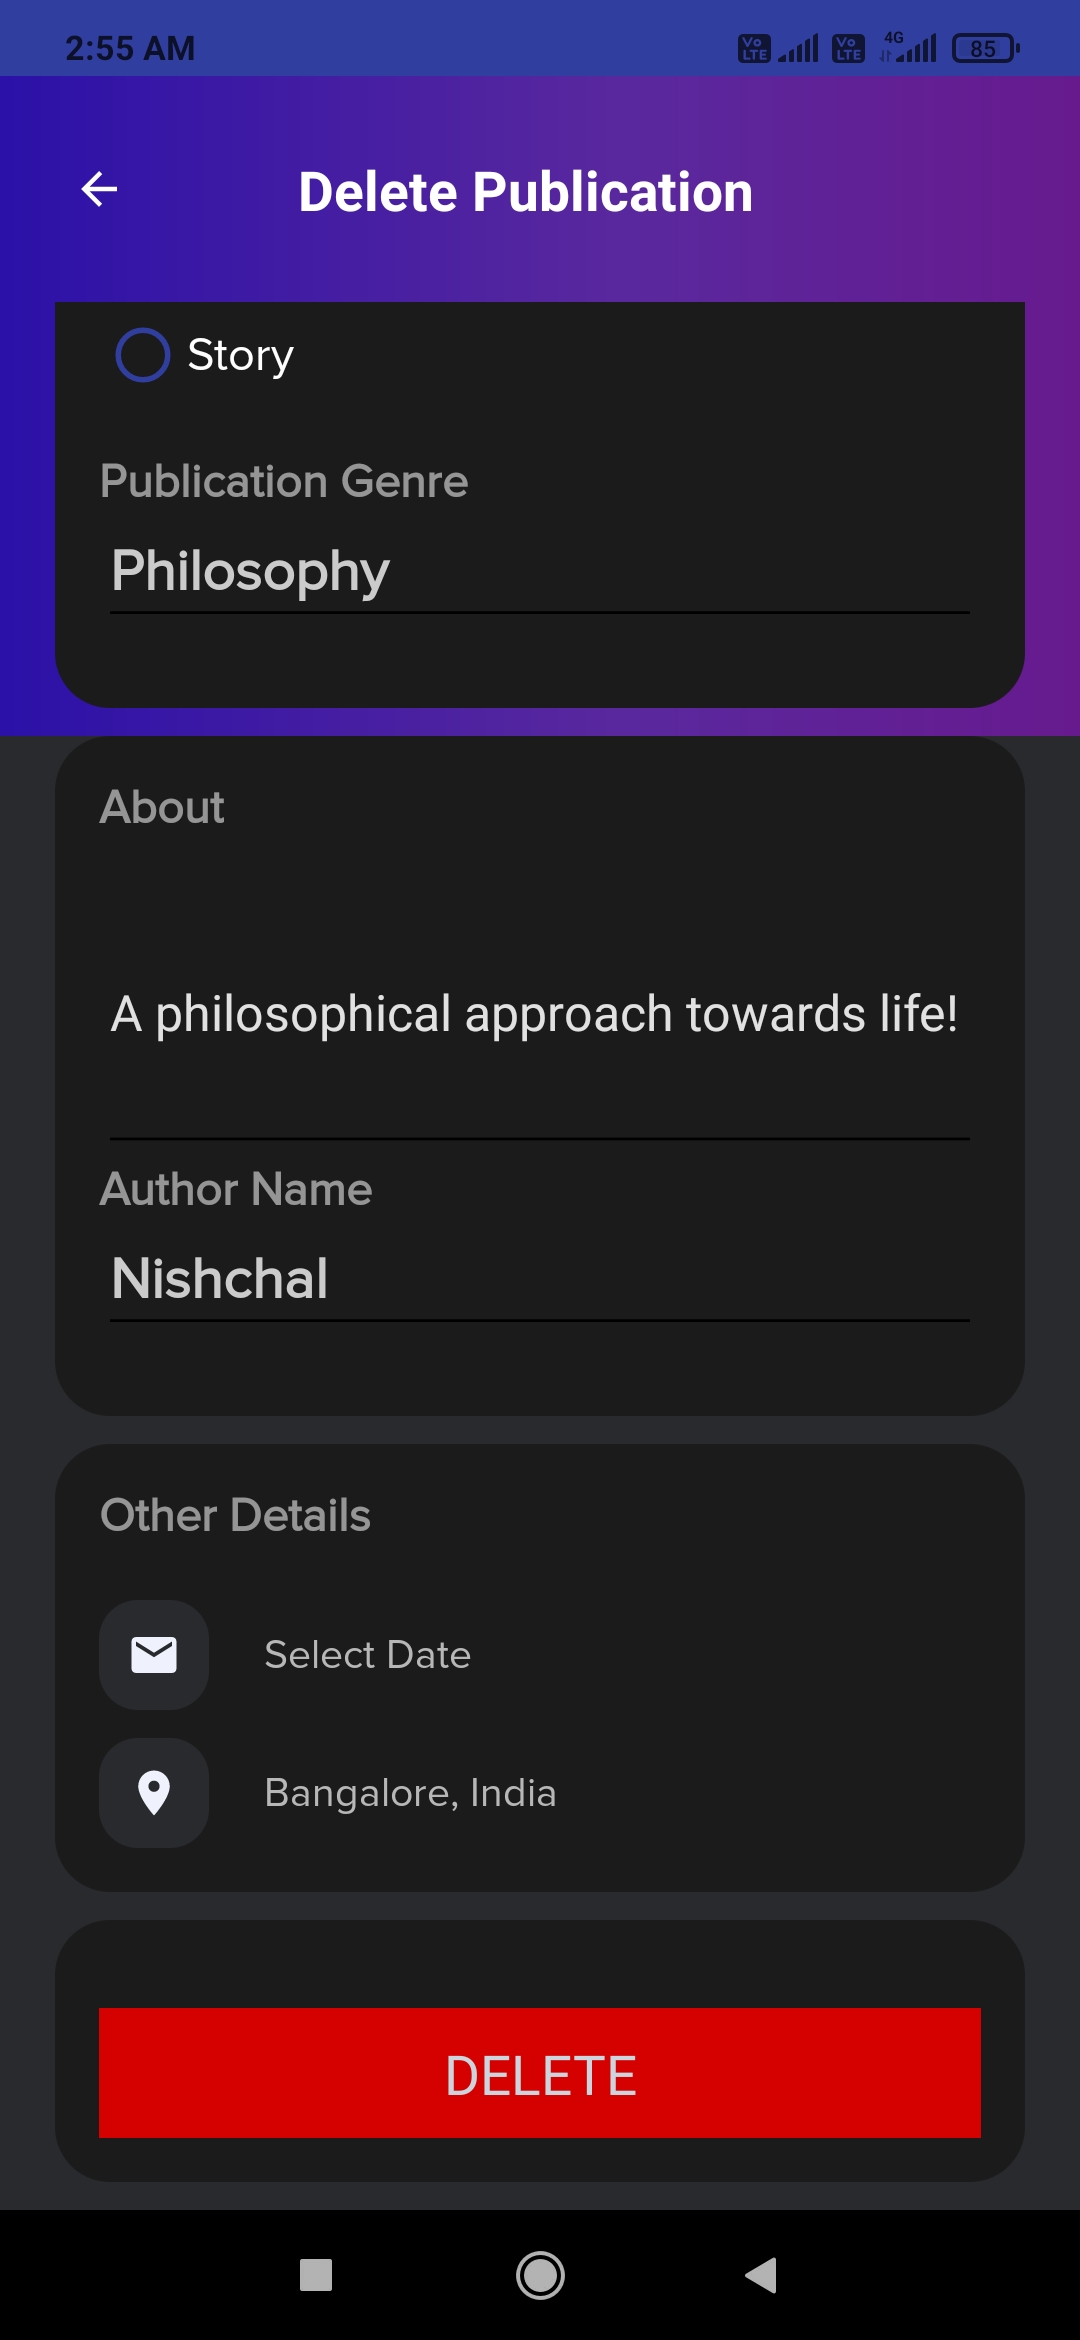 2:55 AM
Vo LTE
Vo LTE
4G
85
Delete Publication
Story
Publication Genre
Philosophy
About
A philosophical approach towards life!
Author Name
Nishchal
Other Details
Select Date
Bangalore, India
DELETE